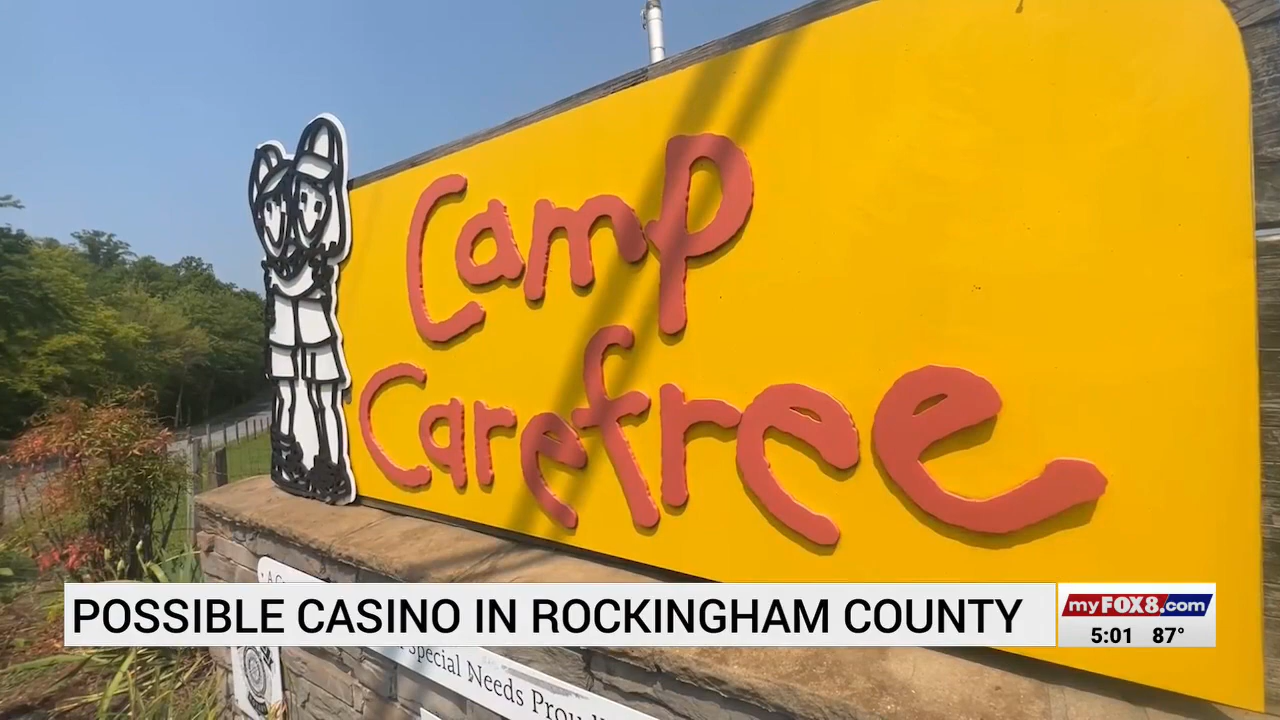 Camp
Carefree
POSSIBLE CASINO IN ROCKINGHAM COUNTY
myFOX8.com
5:01 87°
Special Needs